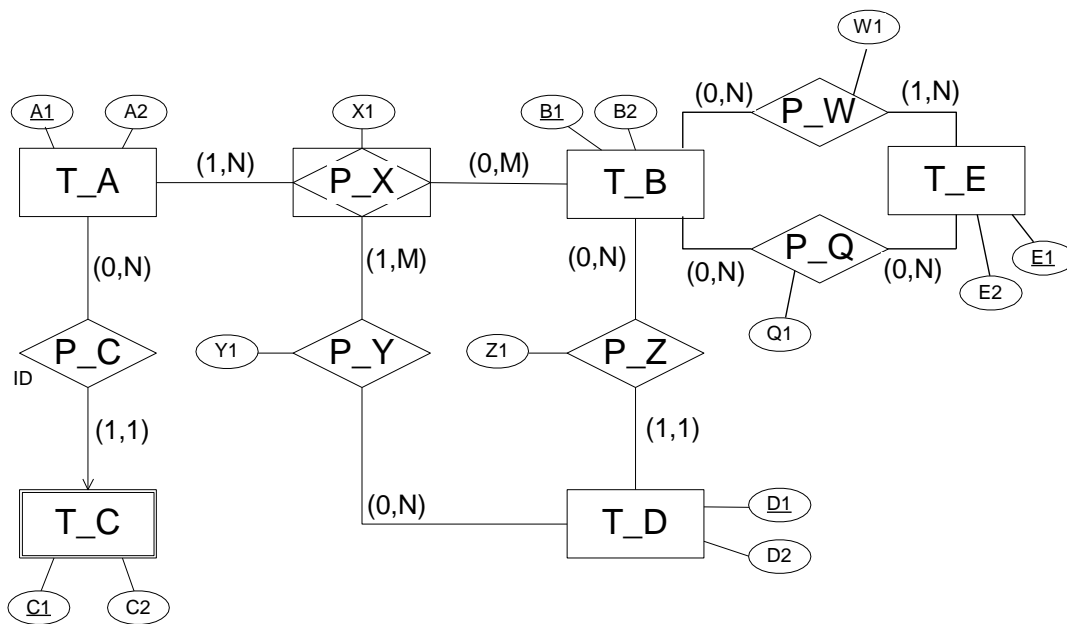 W1
A1
A2
X1
B1
B2
(0,N)
P_W
(1,N)
T_A
(1,N)
P_X
(0,M)
T_B
T_E
(0,N)
(1,M)
(0,N)
(0,N)
P_Q
(0,N)
E1
E2
Q1
P_C
ID
Y1
P_Y
Z1
P_Z
(1,1)
(1,1)
(0,N)
T_C
T_D
D1
D2
C1
C2